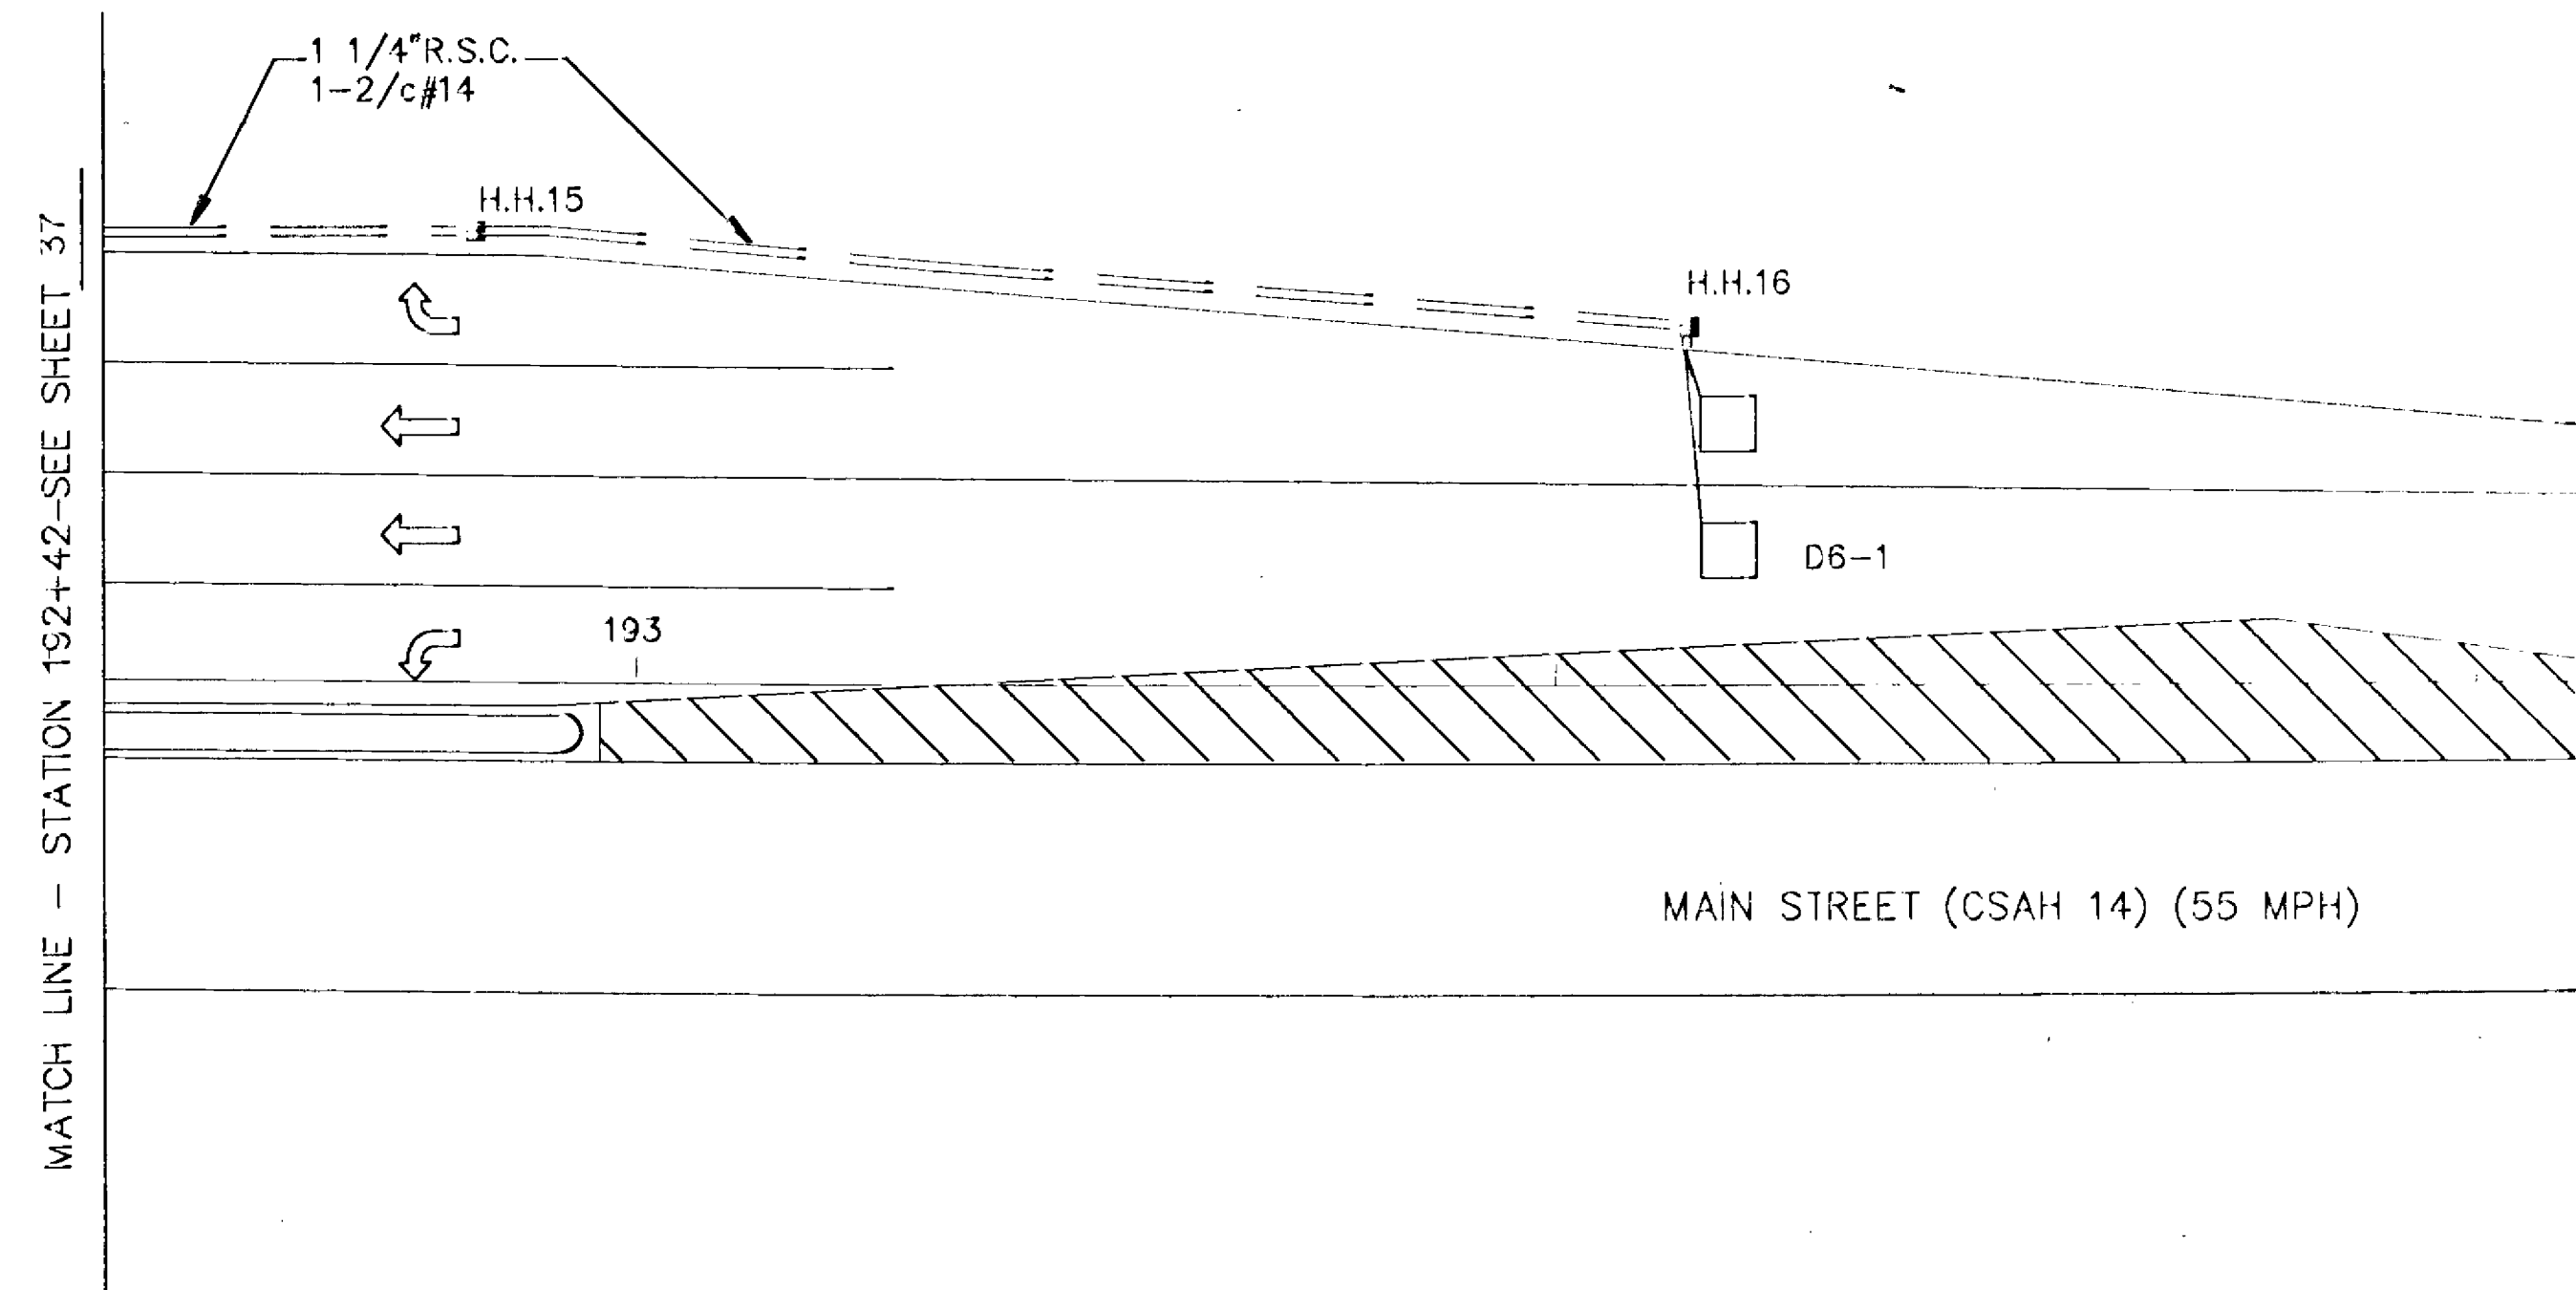 1 1/4"R.S.C.
1-2/c#14
H.H.15
H.H.16
D6-1
193
MAIN STREET (CSAH 14) (55 MPH)
MATCH LINE - STATION 192+42-SEE SHEET 37